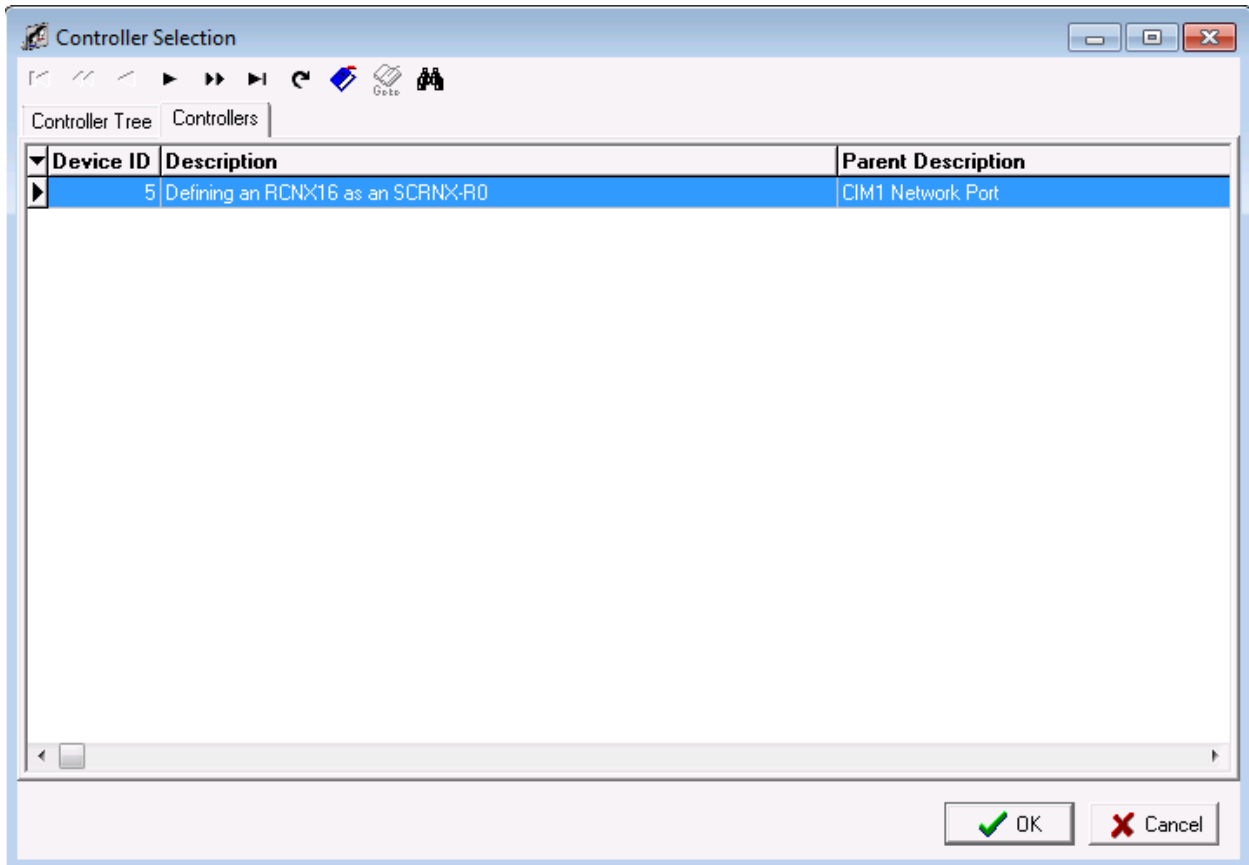 Controller Selection
Goto
Controller Tree Controllers
Device ID Description Parent Description
5 Defining an RCNX16 as an SCRNX-R0 CIM1 Network Port
OK Cancel